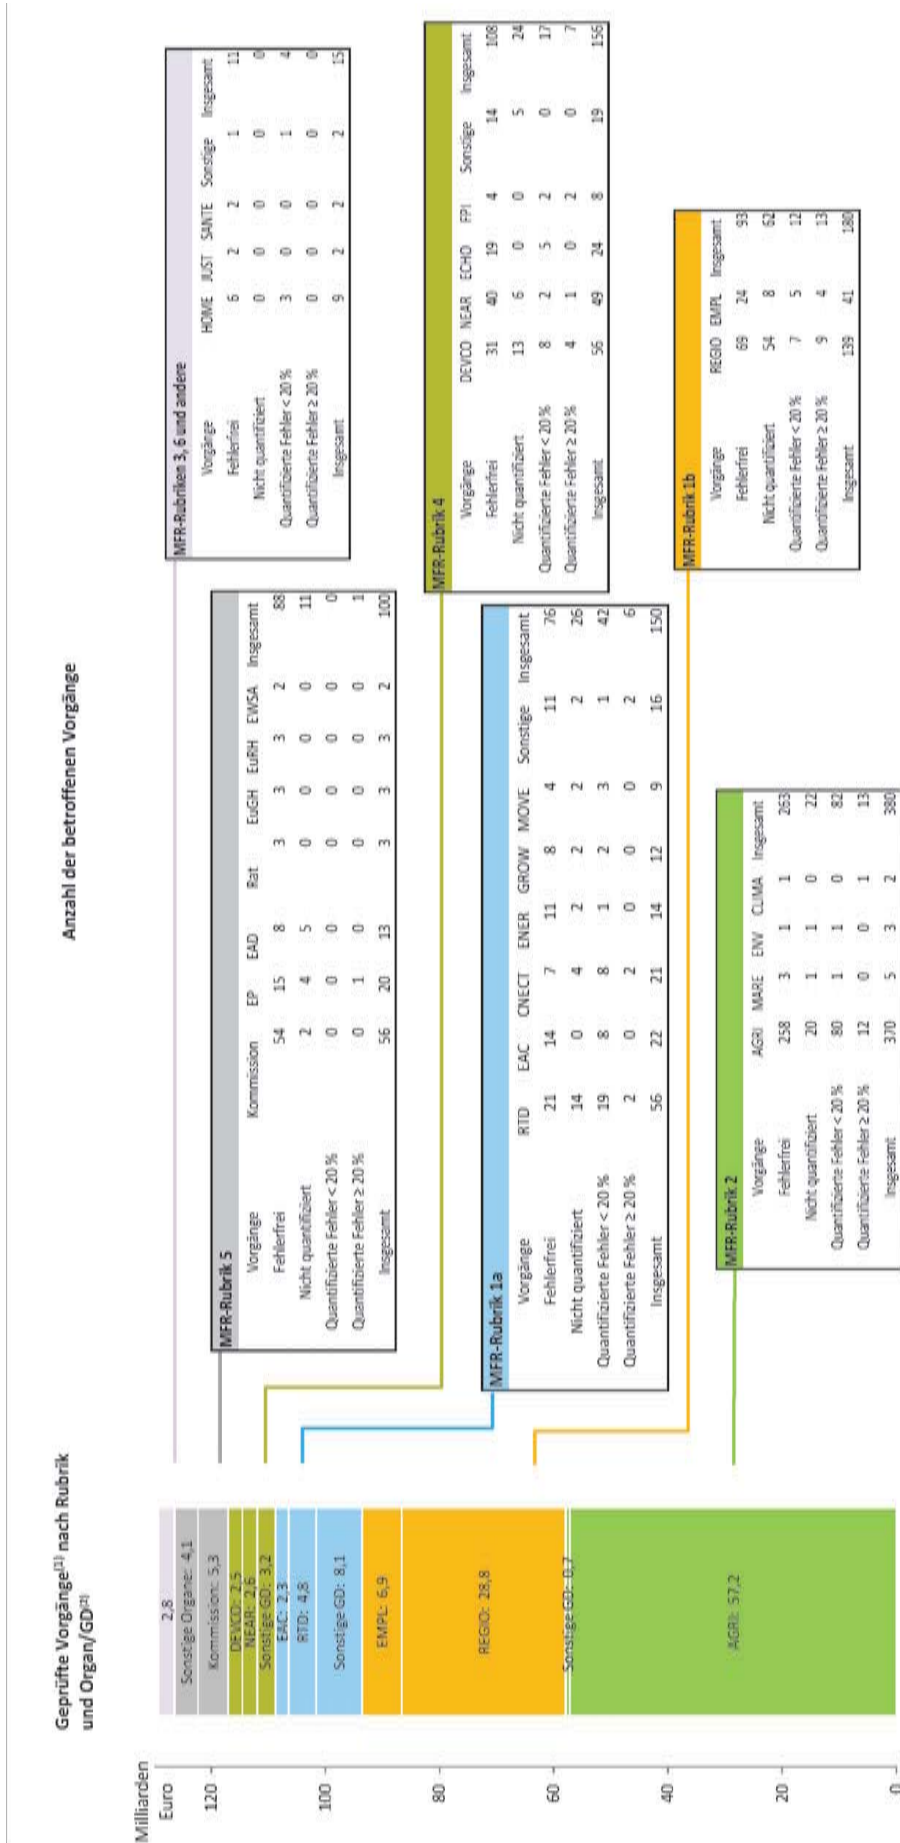 Geprüfte Vorgänge(1) nach Rubrik
und Organ/GD(2)
Anzahl der betroffenen Vorgänge
Milliarden
Euro
120
100
80
60
40
20
0
2,8
Sonstige Organe: 4,1
Kommission: 5,3
DEVCO: 2,5
NEAR: 2,6
Sonstige GD: 3,2
EAC: 2,3
RTD: 4,8
Sonstige GD: 8,1
EMPL: 6,9
REGIO: 28,8
Sonstige GD: 0,7
AGRI: 57,2
MFR-Rubriken 3, 6 und andere
Vorgänge HOME JUST SANTE Sonstige Insgesamt
Fehlerfrei 6 2 2 1 11
Nicht quantifiziert 0 0 0 0 0
Quantifizierte Fehler < 20 % 3 0 0 1 4
Quantifizierte Fehler ≥ 20 % 0 0 0 0 0
Insgesamt 9 2 2 2 15
MFR-Rubrik 5
Vorgänge Kommission EP EAD Rat EuGH EuRH EWSA Insgesamt
Fehlerfrei 54 15 8 3 3 3 2 88
Nicht quantifiziert 2 4 5 0 0 0 0 11
Quantifizierte Fehler < 20 % 0 0 0 0 0 0 0 0
Quantifizierte Fehler ≥ 20 % 0 1 0 0 0 0 0 1
Insgesamt 56 20 13 3 3 3 2 100
MFR-Rubrik 4
Vorgänge DEVCO NEAR ECHO FPI Sonstige Insgesamt
Fehlerfrei 31 40 19 4 14 108
Nicht quantifiziert 13 6 0 0 5 24
Quantifizierte Fehler < 20 % 8 2 5 2 0 17
Quantifizierte Fehler ≥ 20 % 4 1 0 2 0 7
Insgesamt 56 49 24 8 19 156
MFR-Rubrik 1a
Vorgänge RTD EAC CNECT ENER GROW MOVE Sonstige Insgesamt
Fehlerfrei 21 14 7 11 8 4 11 76
Nicht quantifiziert 14 0 4 2 2 2 2 26
Quantifizierte Fehler < 20 % 19 8 8 1 2 3 1 42
Quantifizierte Fehler ≥ 20 % 2 0 2 0 0 0 2 6
Insgesamt 56 22 21 14 12 9 16 150
MFR-Rubrik 1b
Vorgänge REGIO EMPL Insgesamt
Fehlerfrei 69 24 93
Nicht quantifiziert 54 8 62
Quantifizierte Fehler < 20 % 7 5 12
Quantifizierte Fehler ≥ 20 % 9 4 13
Insgesamt 139 41 180
MFR-Rubrik 2
Vorgänge AGRI MARE ENV CLIMA Insgesamt
Fehlerfrei 258 3 1 1 263
Nicht quantifiziert 20 1 1 0 22
Quantifizierte Fehler < 20 % 80 1 1 0 82
Quantifizierte Fehler ≥ 20 % 12 0 0 1 13
Insgesamt 370 5 3 2 380